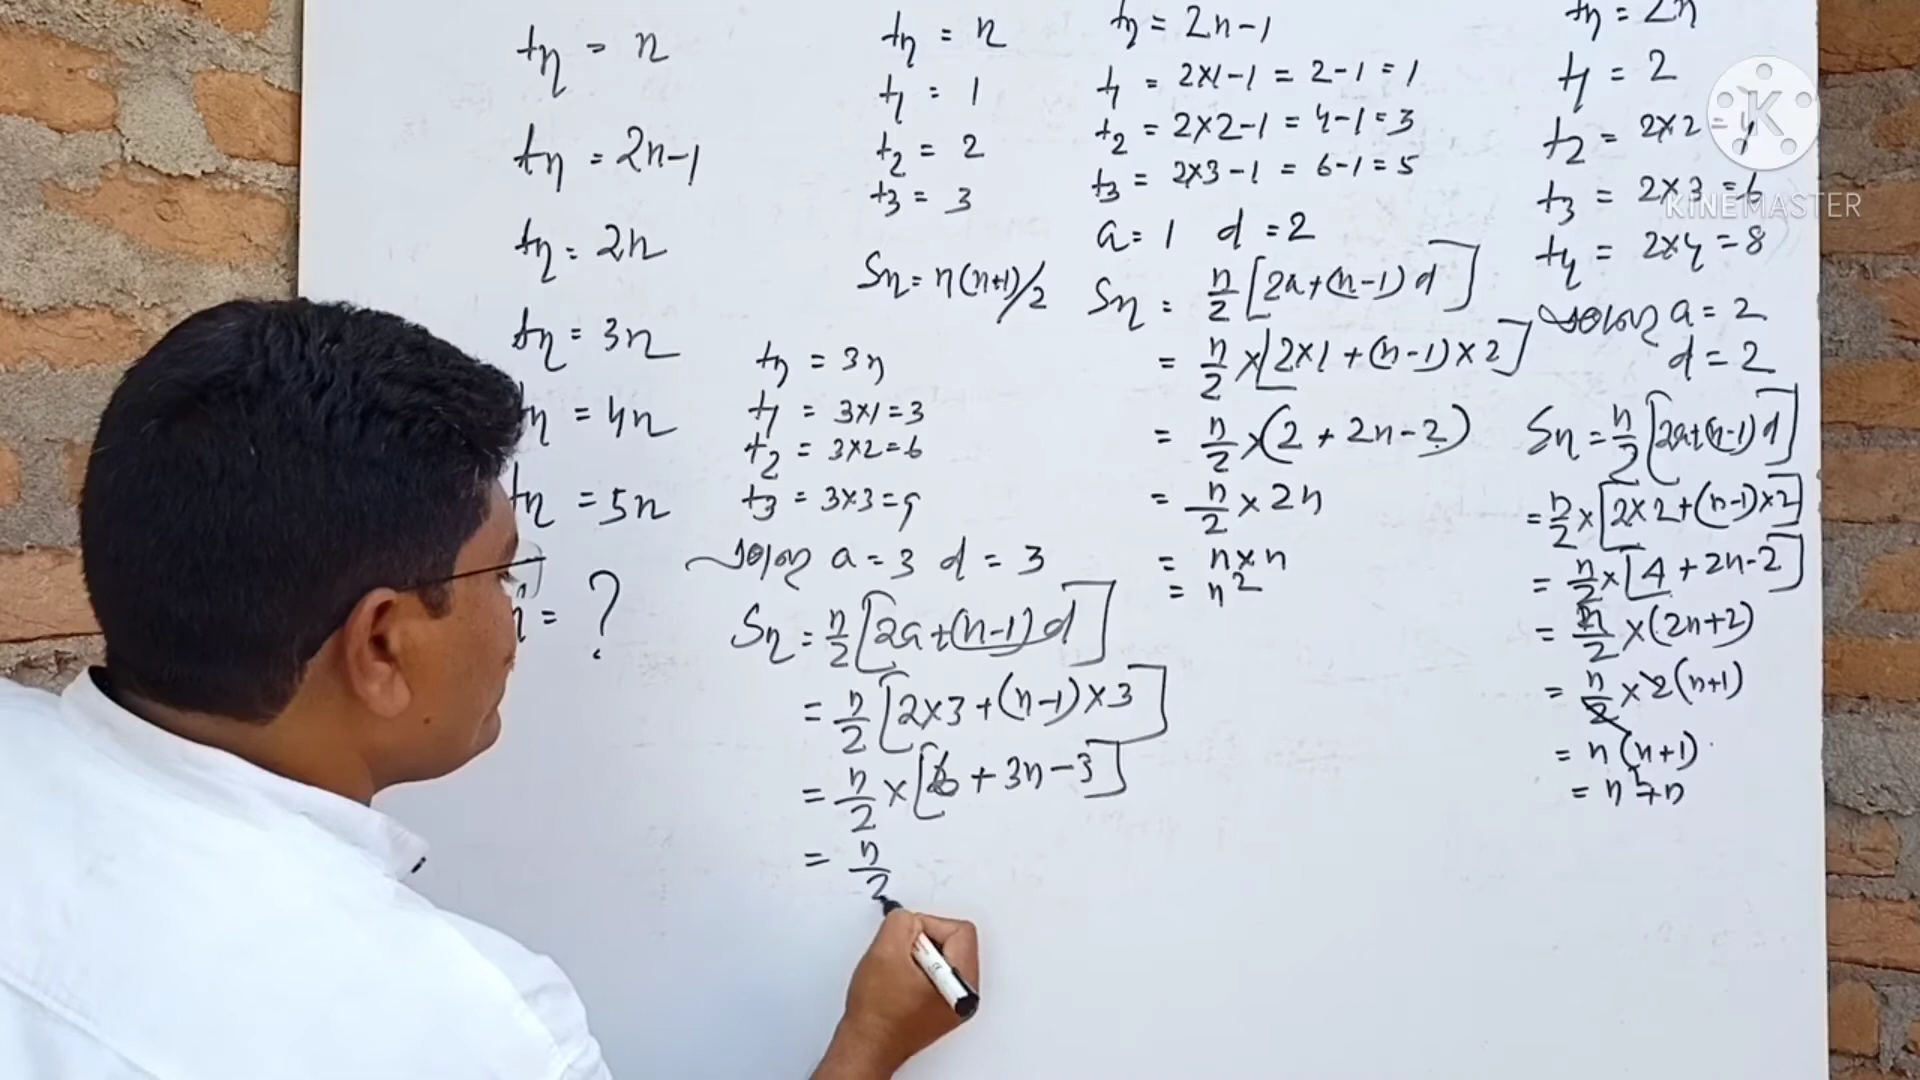 tn = n
tn = 2n-1
tn = 2n
tn = 3n
tn = 4n
tn = 5n
= ?
tn = n
t1 = 1
t2 = 2
t3 = 3
Sn = n(n+1)/2
tn = 3n
t1 = 3×1=3
t2 = 3×2=6
t3 = 3×3=9
a=3 d=3
Sn = n/2 [2a+(n-1)d]
= n/2 [2×3+(n-1)×3]
= n/2 × [6+3n-3]
= n/2
tn = 2n-1
t1 = 2×1-1 = 2-1 = 1
t2 = 2×2-1 = 4-1 = 3
t3 = 2×3-1 = 6-1 = 5
a=1 d=2
Sn = n/2 [2a+(n-1)d]
= n/2 × [2×1+(n-1)×2]
= n/2 × (2+2n-2)
= n/2 × 2n
= n×n
= n²
tn = 2n
t1 = 2
t2 = 2×2 = 4
t3 = 2×3 = 6
t4 = 2×4 = 8
a=2
d=2
Sn = n/2 [2a+(n-1)d]
= n/2 × [2×2+(n-1)×2]
= n/2 × [4+2n-2]
= n/2 × (2n+2)
= n/2 × 2(n+1)
= n(n+1)
= n²+n
K
KINEMASTER